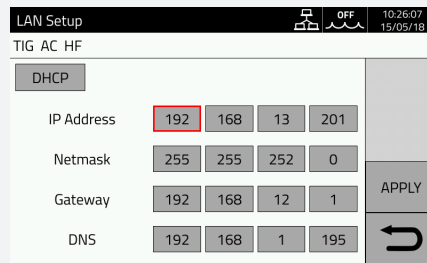 LAN Setup OFF 10:26:07
15/05/18
TIG AC HF
DHCP
IP Address 192 168 13 201
Netmask 255 255 252 0
Gateway 192 168 12 1
APPLY
DNS 192 168 1 195